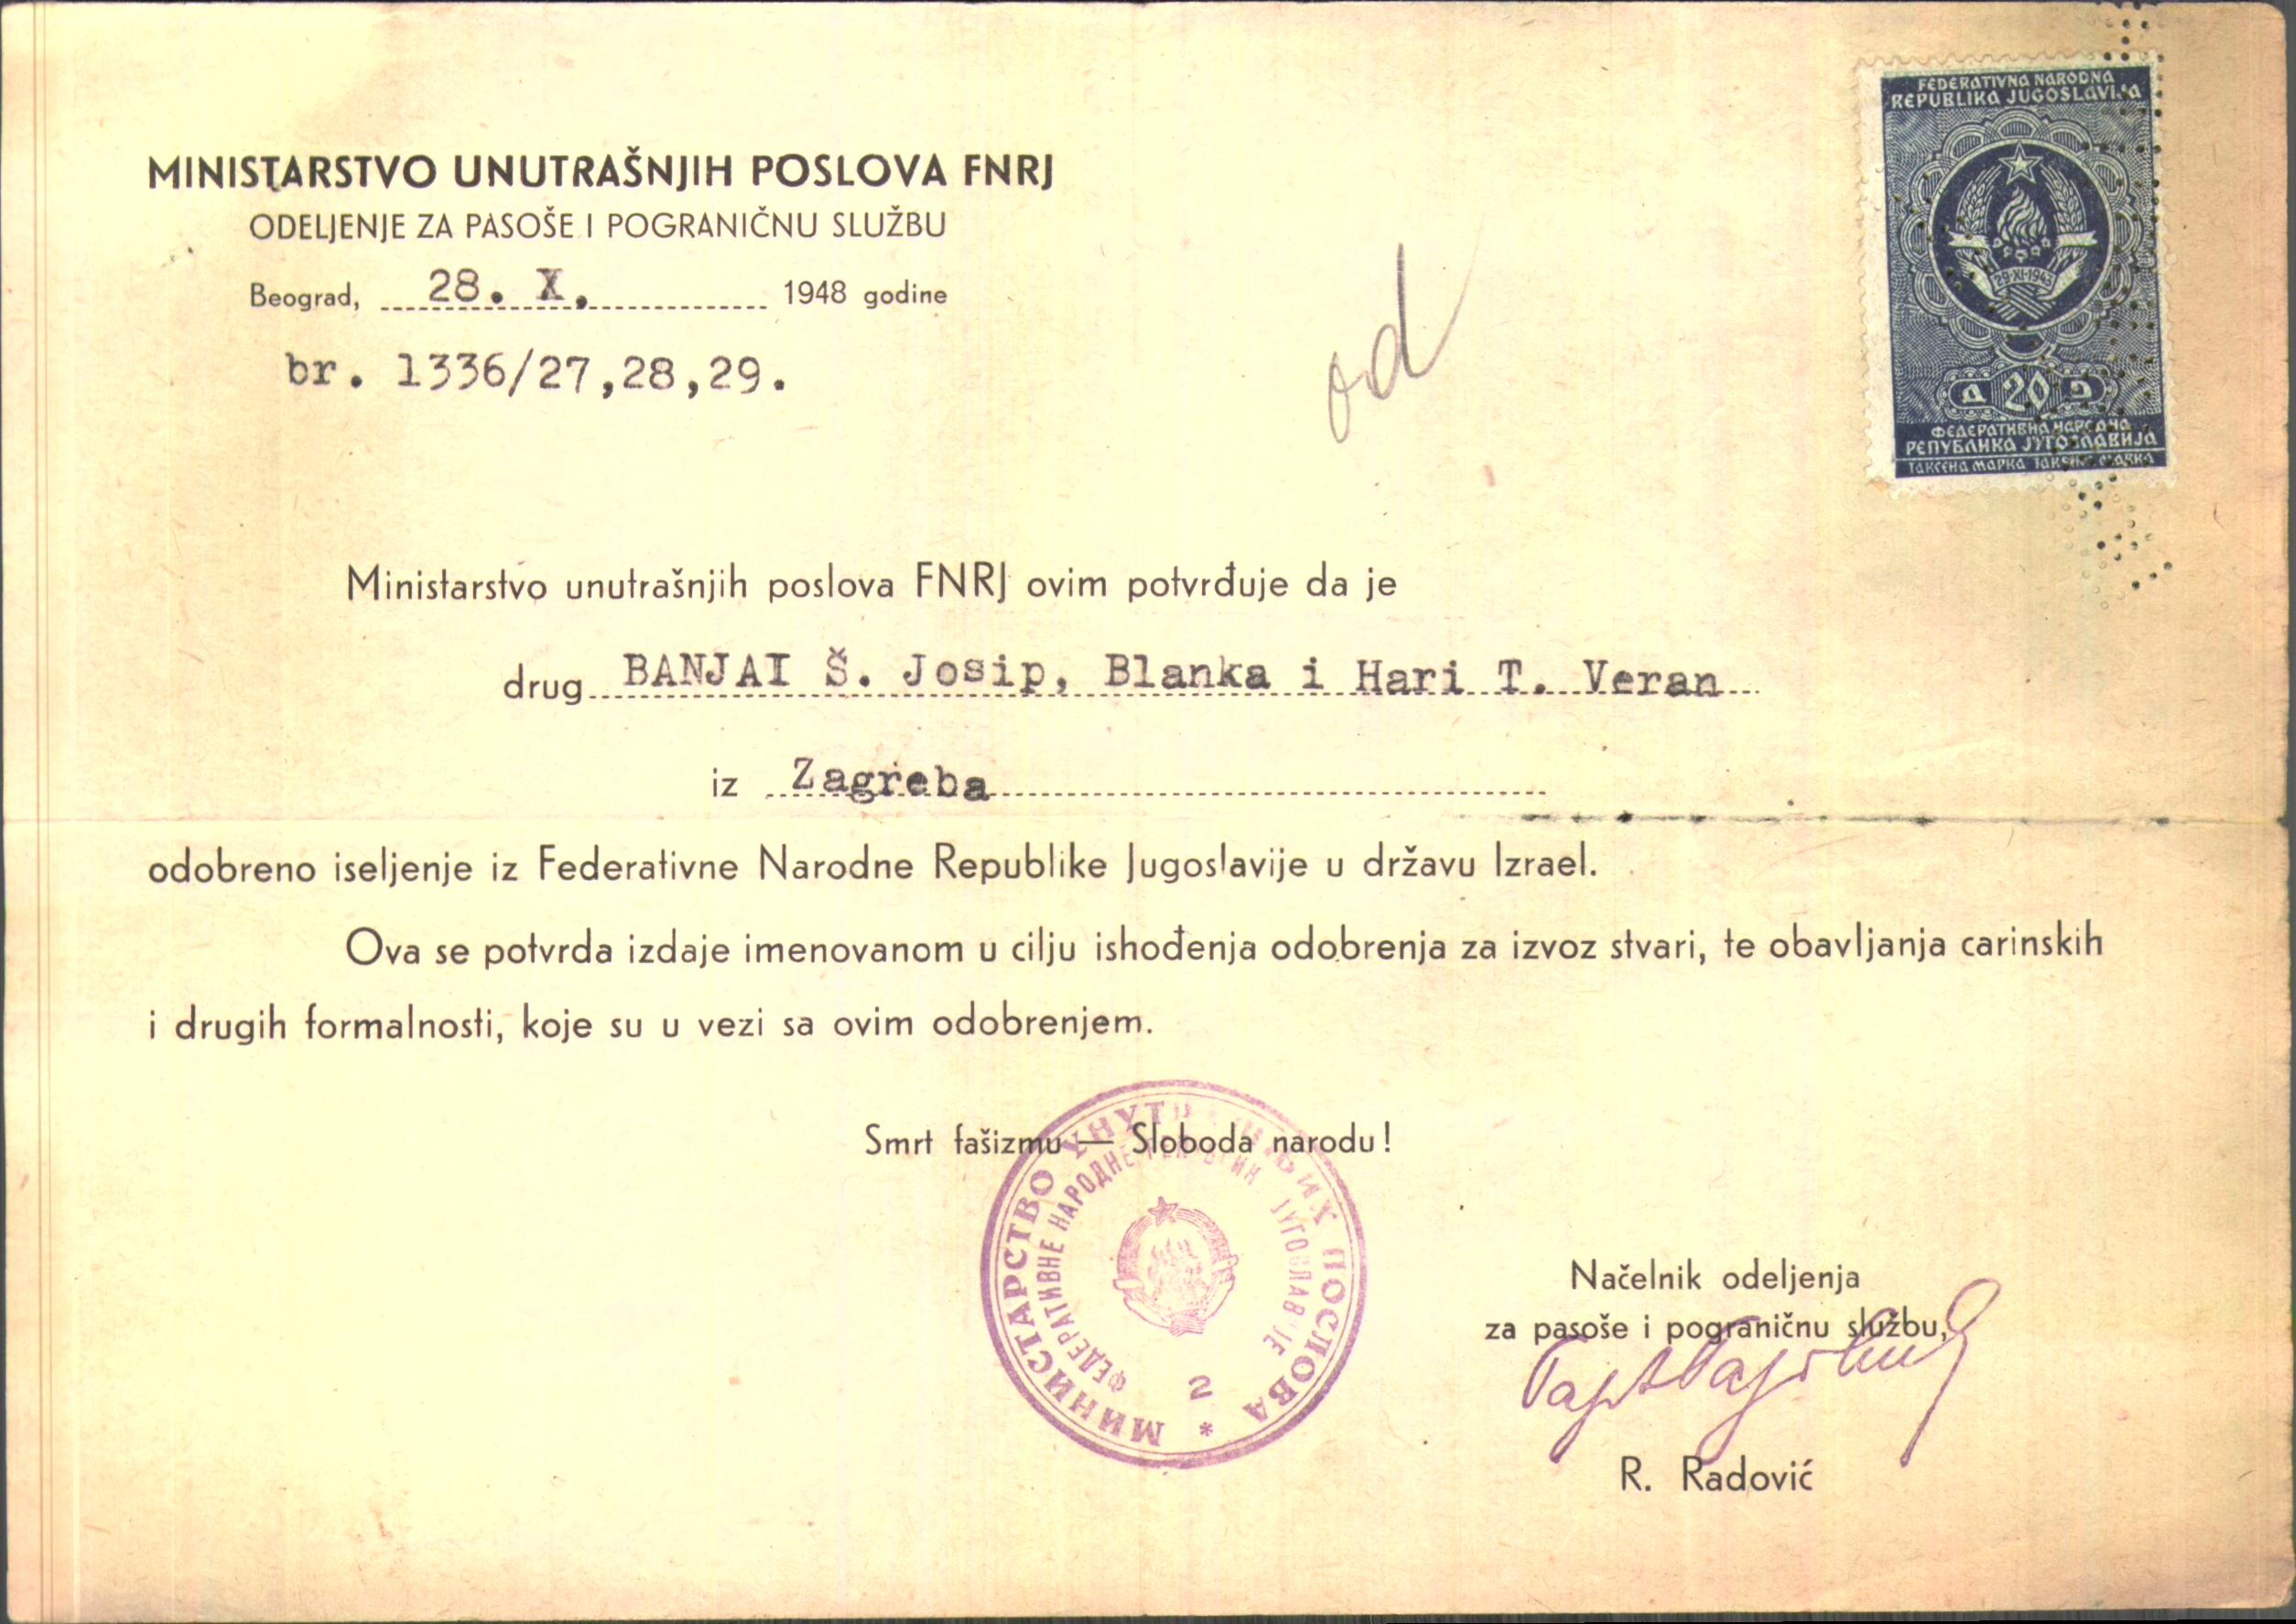 FEDERATIVNA NARODNA
REPUBLIKA JUGOSLAVIJA
29·XI·1943
Д 20 D
ФЕДЕРАТИВНА НАРОДНА
РЕПУБЛИКА ЈУГОСЛАВИЈА
ТАКСЕНА МАРКА TAKSENA MARKA
MINISTARSTVO UNUTRAŠNJIH POSLOVA FNRJ
ODELJENJE ZA PASOŠE I POGRANIČNU SLUŽBU
Beograd, 28. X. 1948 godine
br. 1336/27,28,29.
od
Ministarstvo unutrašnjih poslova FNRJ ovim potvrđuje da je
drug BANJAI Š. Josip, Blanka i Hari T. Veran
iz Zagreba
odobreno iseljenje iz Federativne Narodne Republike Jugoslavije u državu Izrael.
Ova se potvrda izdaje imenovanom u cilju ishođenja odobrenja za izvoz stvari, te obavljanja carinskih
i drugih formalnosti, koje su u vezi sa ovim odobrenjem.
Smrt fašizmu — Sloboda narodu!
МИНИСТАРСТВО УНУТРАШЊИХ ПОСЛОВА *
ФЕДЕРАТИВНЕ НАРОДНЕ РЕПУБЛИКЕ ЈУГОСЛАВИЈЕ
2
Načelnik odeljenja
za pasoše i pograničnu službu,
R. Radović